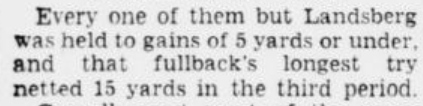 Every one of them but Landsberg
was held to gains of 5 yards or under,
and that fullback's longest try
netted 15 yards in the third period.